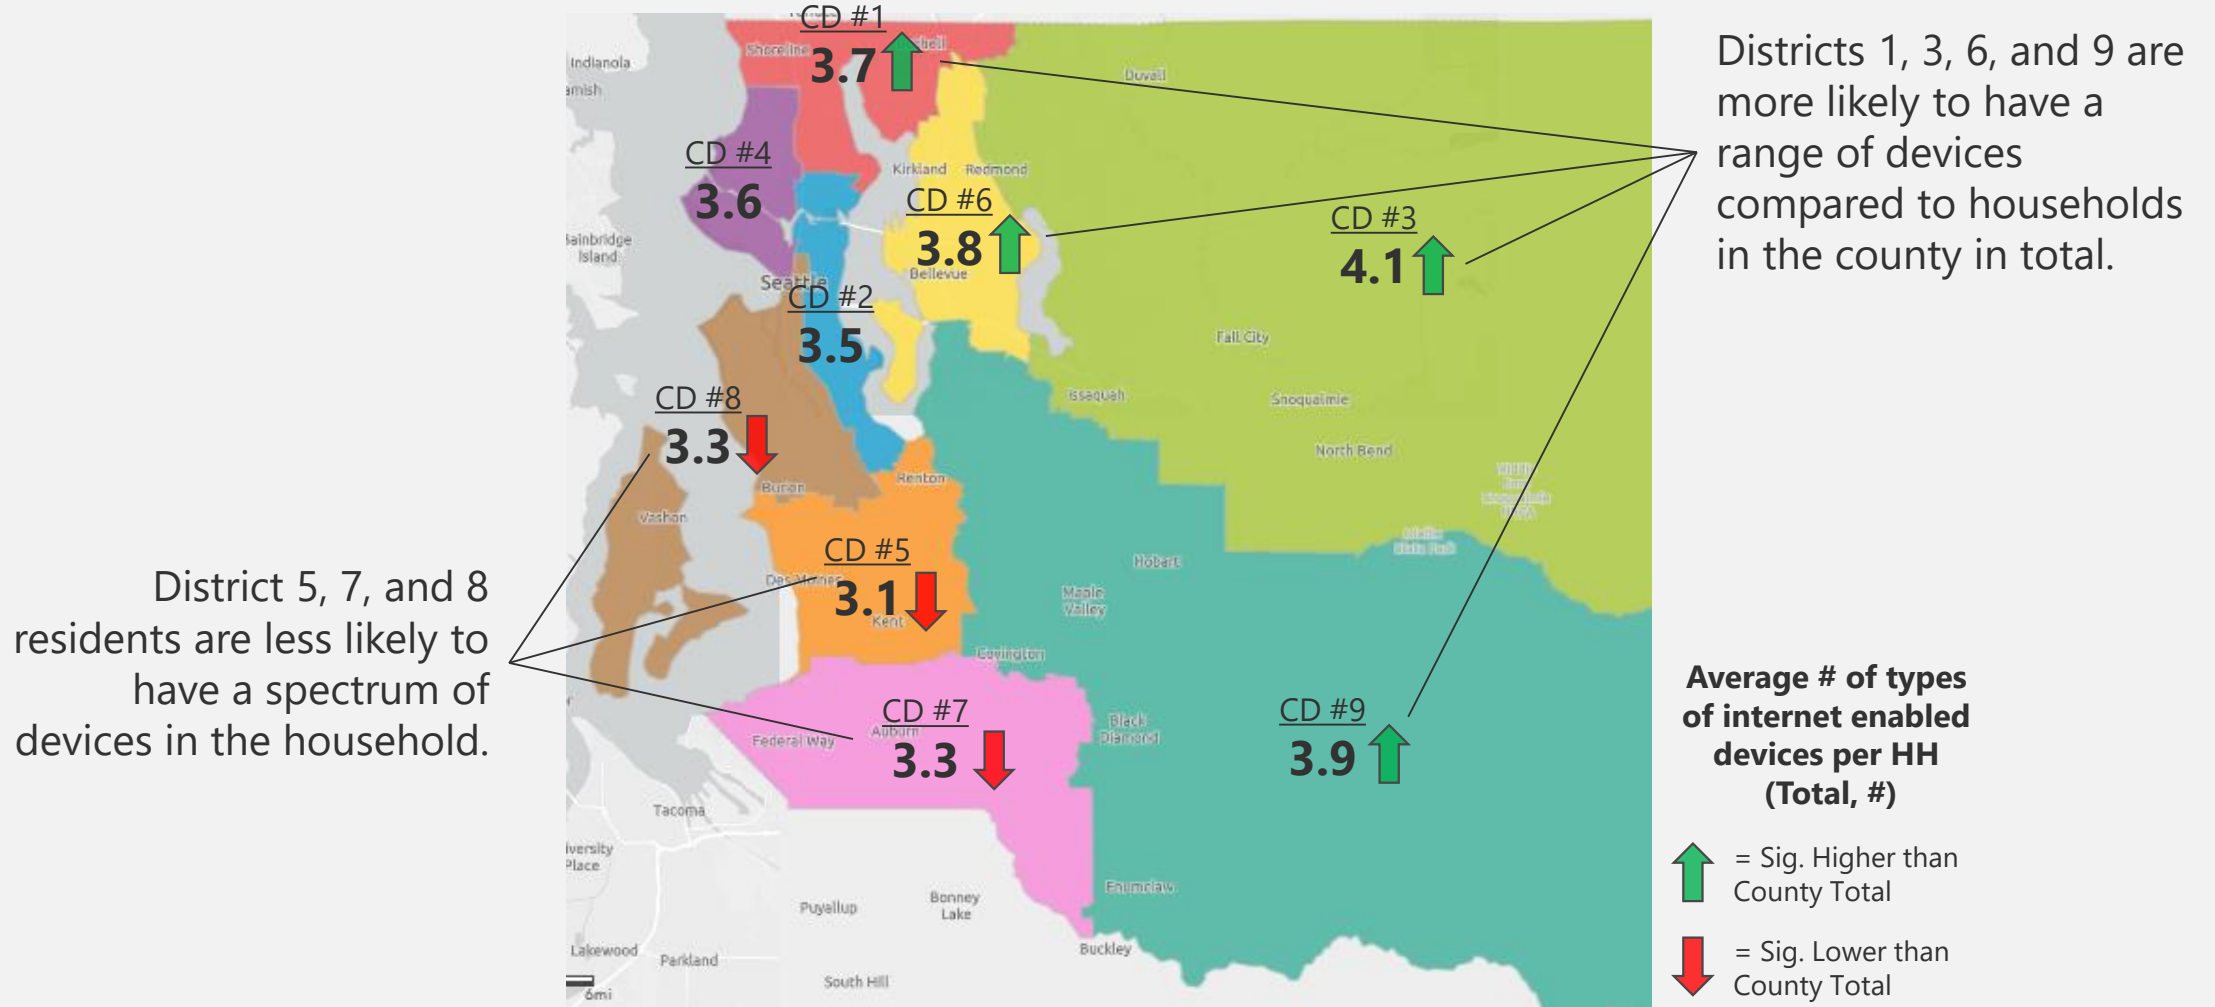 CD #1
3.7
Shoreline
Indianola
Duvall
CD #4
3.6
Kirkland
Redmond
CD #6
3.8
Bellevue
CD #3
4.1
Bainbridge
Island
Seattle
CD #2
3.5
Fall City
Issaquah
Snoqualmie
North Bend
CD #8
3.3
Burien
Renton
Vashon
CD #5
3.1
Des Moines
Kent
Hobart
Maple
Valley
Covington
CD #7
3.3
Auburn
Federal Way
Black
Diamond
CD #9
3.9
Tacoma
Enumclaw
Puyallup
Bonney
Lake
Buckley
Lakewood
Parkland
South Hill
6mi
Districts 1, 3, 6, and 9 are
more likely to have a
range of devices
compared to households
in the county in total.
District 5, 7, and 8
residents are less likely to
have a spectrum of
devices in the household.
Average # of types
of internet enabled
devices per HH
(Total, #)
= Sig. Higher than
County Total
= Sig. Lower than
County Total